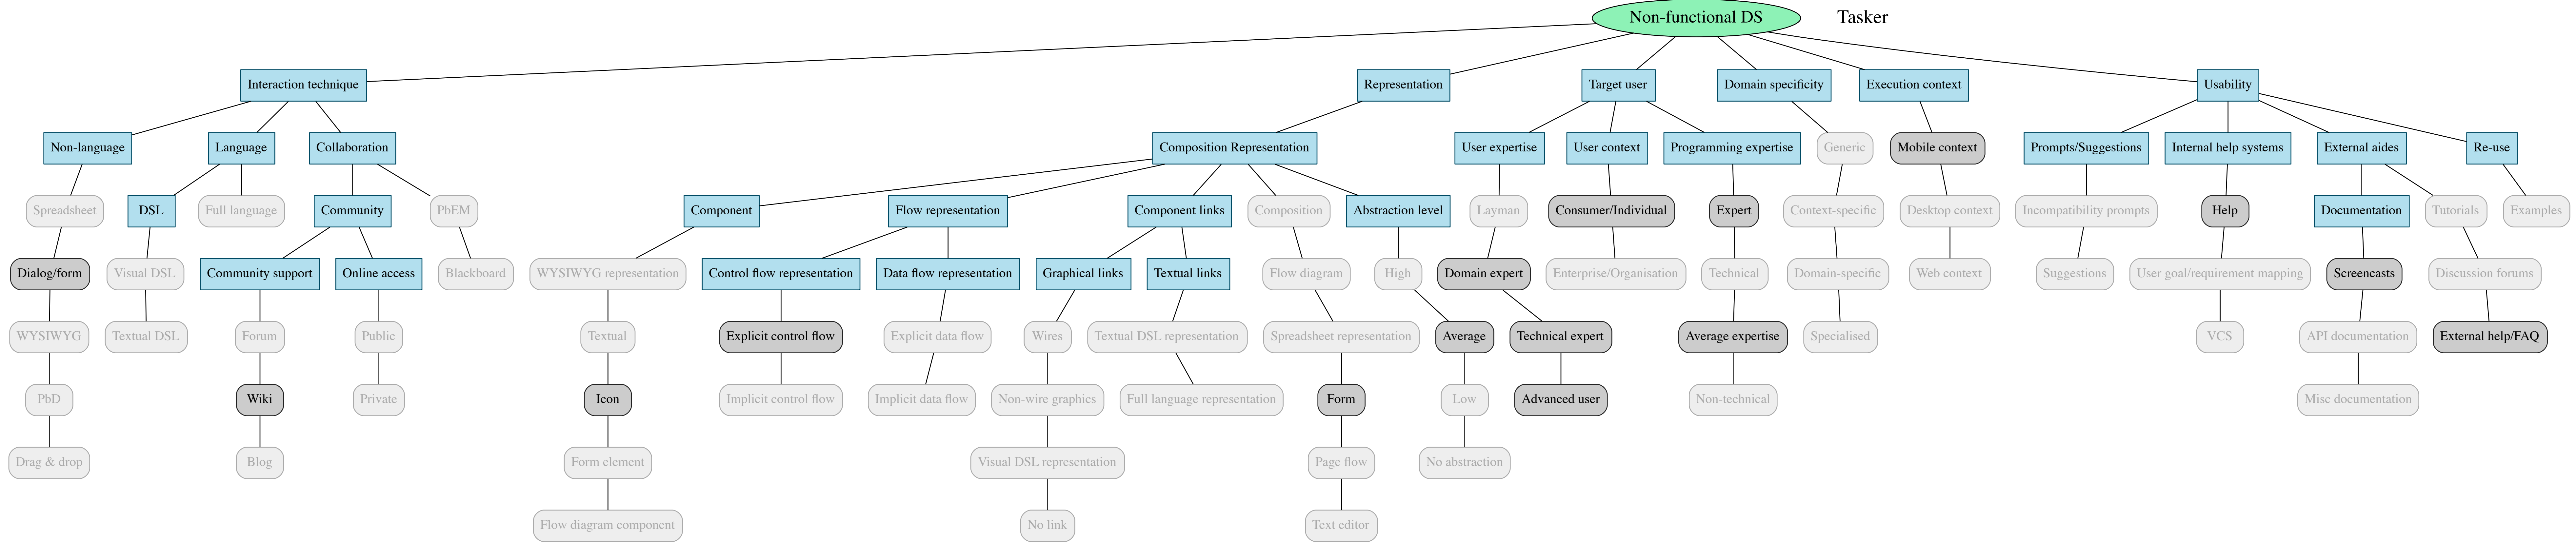 Non-functional DS
Tasker
Interaction technique
Representation
Target user
Domain specificity
Execution context
Usability
Non-language
Language
Collaboration
Composition Representation
User expertise
User context
Programming expertise
Generic
Mobile context
Prompts/Suggestions
Internal help systems
External aides
Re-use
Spreadsheet
DSL
Full language
Community
PbEM
Component
Flow representation
Component links
Composition
Abstraction level
Layman
Consumer/Individual
Expert
Context-specific
Desktop context
Incompatibility prompts
Help
Documentation
Tutorials
Examples
Dialog/form
Visual DSL
Community support
Online access
Blackboard
WYSIWYG representation
Control flow representation
Data flow representation
Graphical links
Textual links
Flow diagram
High
Domain expert
Enterprise/Organisation
Technical
Domain-specific
Web context
Suggestions
User goal/requirement mapping
Screencasts
Discussion forums
WYSIWYG
Textual DSL
Forum
Public
Textual
Explicit control flow
Explicit data flow
Wires
Textual DSL representation
Spreadsheet representation
Average
Technical expert
Average expertise
Specialised
VCS
API documentation
External help/FAQ
PbD
Wiki
Private
Icon
Implicit control flow
Implicit data flow
Non-wire graphics
Full language representation
Form
Low
Advanced user
Non-technical
Misc documentation
Drag & drop
Blog
Form element
Visual DSL representation
Page flow
No abstraction
Flow diagram component
No link
Text editor